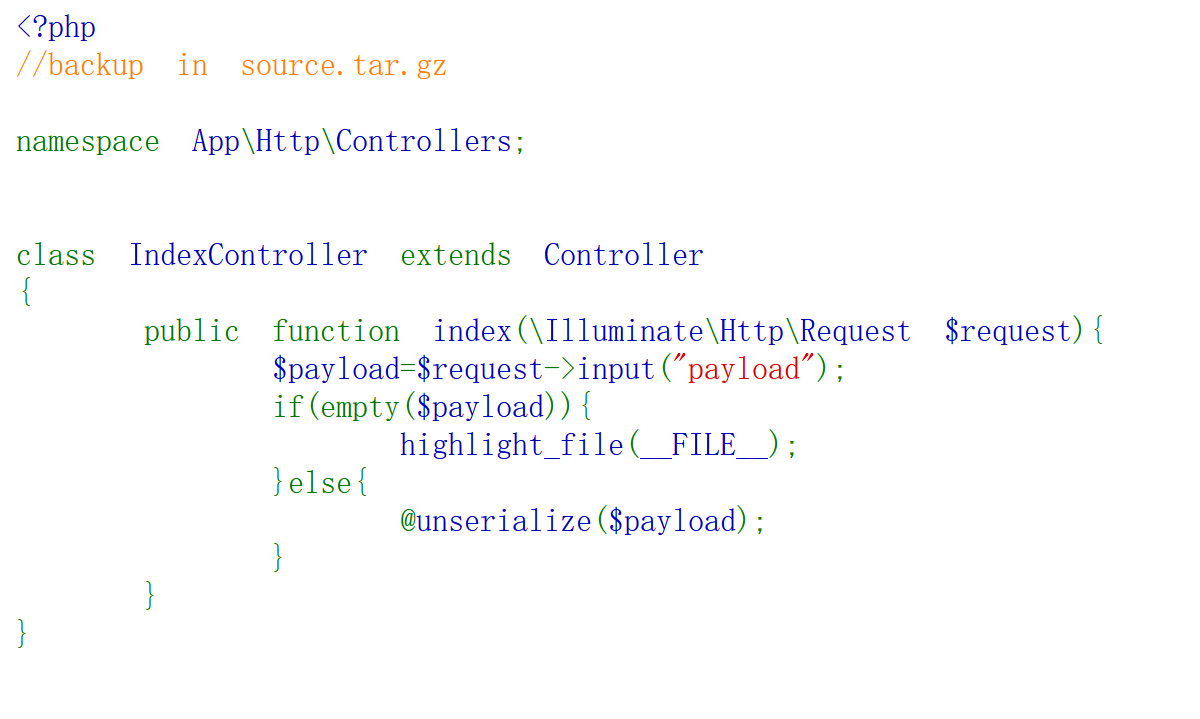 <?php
//backup in source.tar.gz
namespace App\Http\Controllers;
class IndexController extends Controller
{
public function index(\Illuminate\Http\Request $request){
$payload=$request->input("payload");
if(empty($payload)){
highlight_file(__FILE__);
}else{
@unserialize($payload);
}
}
}